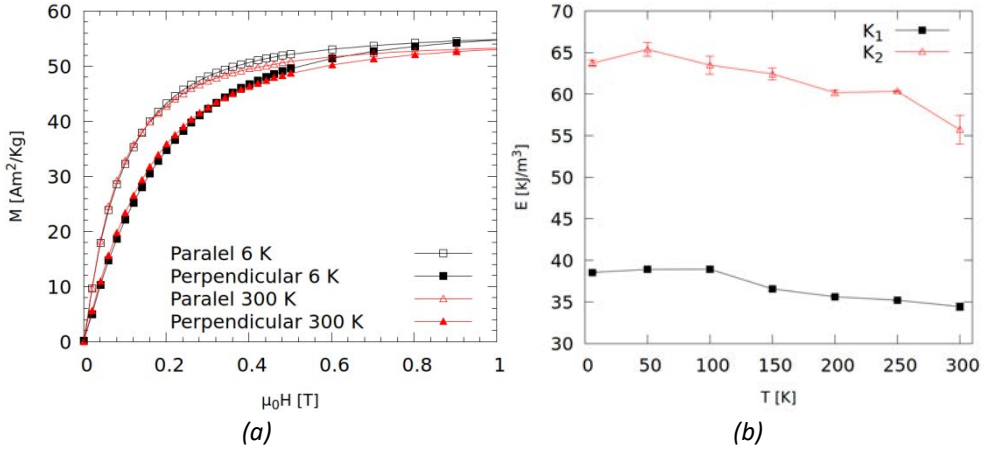 M [Am²/Kg]
60
50
40
30
20
10
0
Paralel 6 K
Perpendicular 6 K
Paralel 300 K
Perpendicular 300 K
0 0.2 0.4 0.6 0.8 1
μ₀H [T]
(a)
E [kJ/m³]
70
65
60
55
50
45
40
35
30
K₁
K₂
0 50 100 150 200 250 300
T [K]
(b)